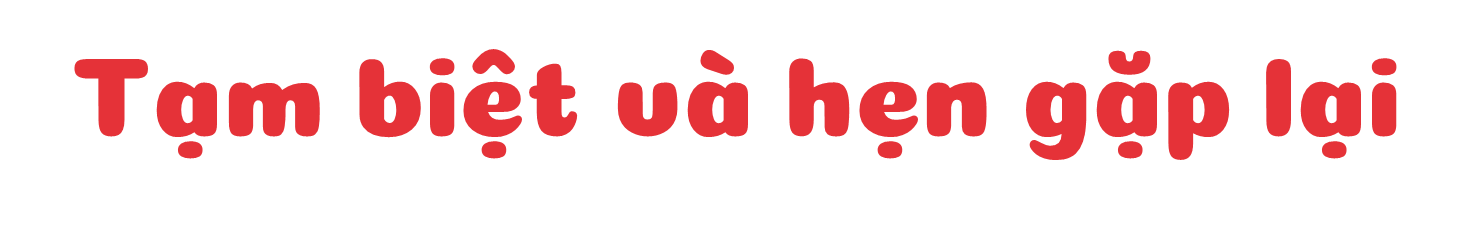 Tạm biệt và hẹn gặp lại